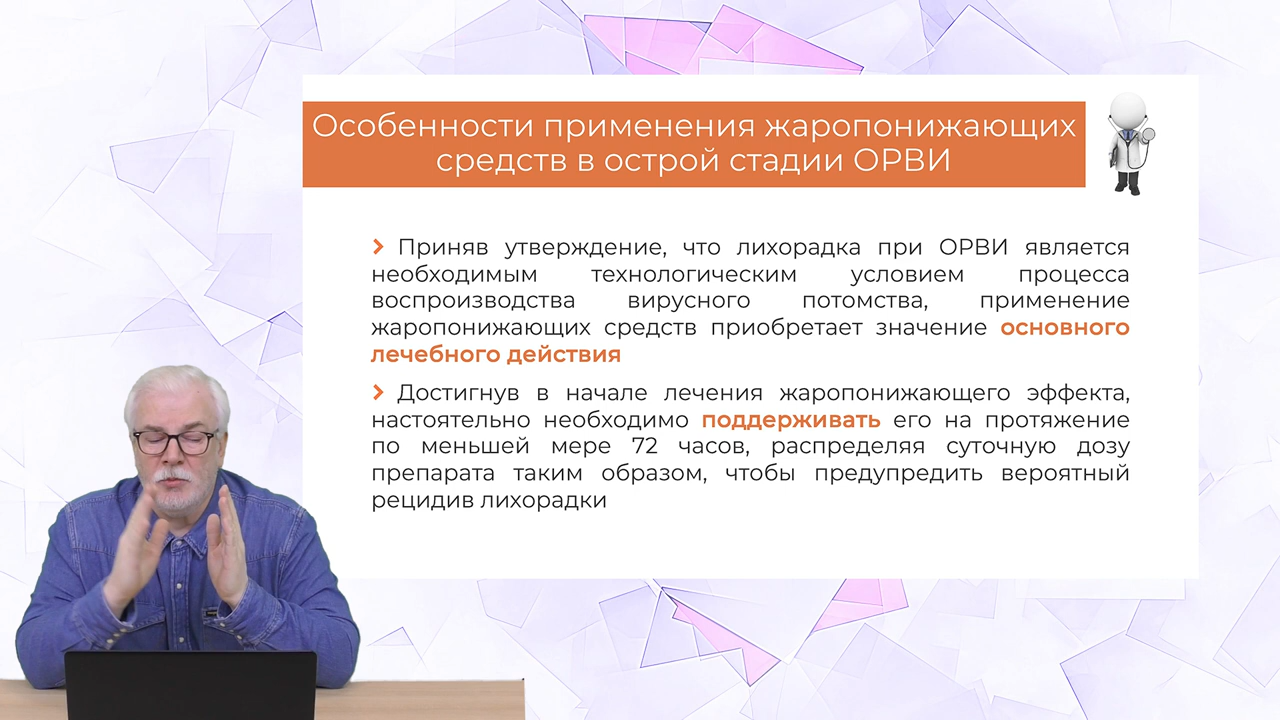 Особенности применения жаропонижающих
средств в острой стадии ОРВИ
Приняв утверждение, что лихорадка при ОРВИ является
необходимым технологическим условием процесса
воспроизводства вирусного потомства, применение
жаропонижающих средств приобретает значение основного
лечебного действия
Достигнув в начале лечения жаропонижающего эффекта,
настоятельно необходимо поддерживать его на протяжение
по меньшей мере 72 часов, распределяя суточную дозу
препарата таким образом, чтобы предупредить вероятный
рецидив лихорадки